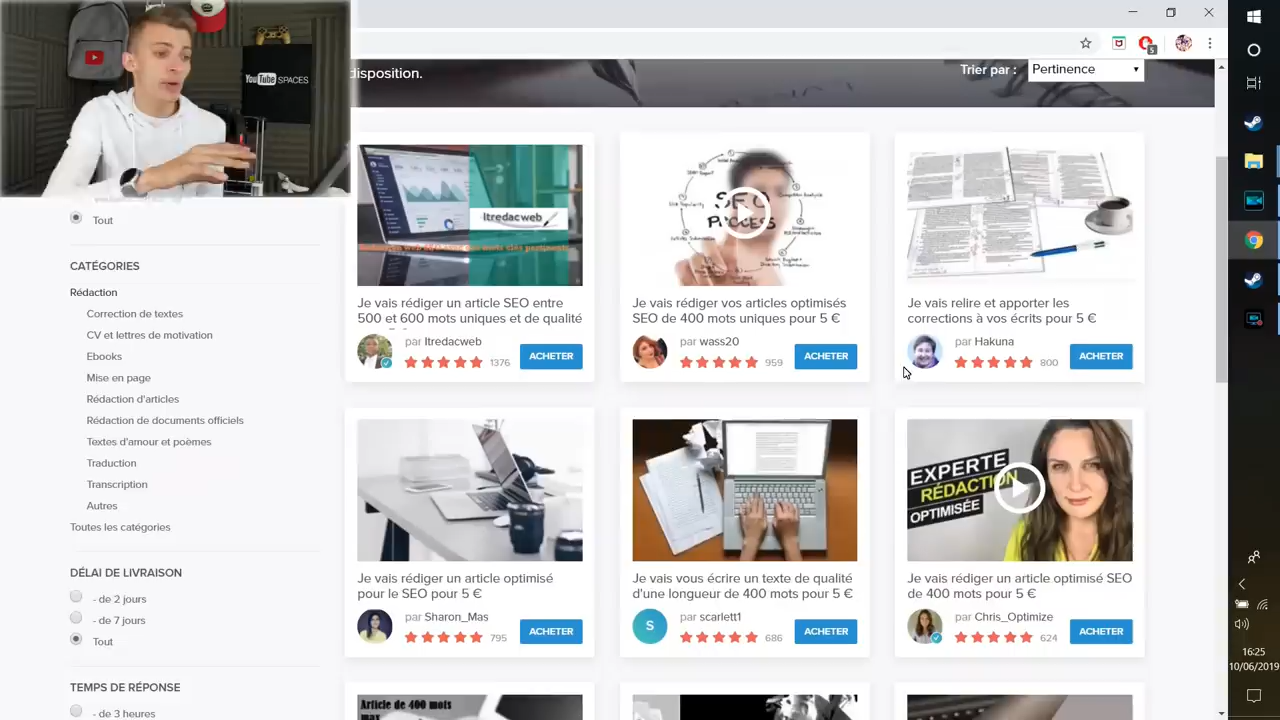 YouTube SPACES
disposition.
Trier par :
Pertinence
5
Tout
CATÉGORIES
Rédaction
Correction de textes
CV et lettres de motivation
Ebooks
Mise en page
Rédaction d'articles
Rédaction de documents officiels
Textes d'amour et poèmes
Traduction
Transcription
Autres
Toutes les catégories
DÉLAI DE LIVRAISON
- de 2 jours
- de 7 jours
Tout
TEMPS DE RÉPONSE
- de 3 heures
ltredacweb
Je vais rédiger un article SEO entre
500 et 600 mots uniques et de qualité
par ltredacweb
1376
ACHETER
SEO
PROCESS
Je vais rédiger vos articles optimisés
SEO de 400 mots uniques pour 5 €
par wass20
959
ACHETER
Je vais relire et apporter les
corrections à vos écrits pour 5 €
par Hakuna
800
ACHETER
Je vais rédiger un article optimisé
pour le SEO pour 5 €
par Sharon_Mas
795
ACHETER
Je vais vous écrire un texte de qualité
d'une longueur de 400 mots pour 5 €
S
par scarlett1
686
ACHETER
EXPERTE
RÉDACTION
OPTIMISÉE
Je vais rédiger un article optimisé SEO
de 400 mots pour 5 €
par Chris_Optimize
624
ACHETER
Article de 400 mots
max
16:25
10/06/2019